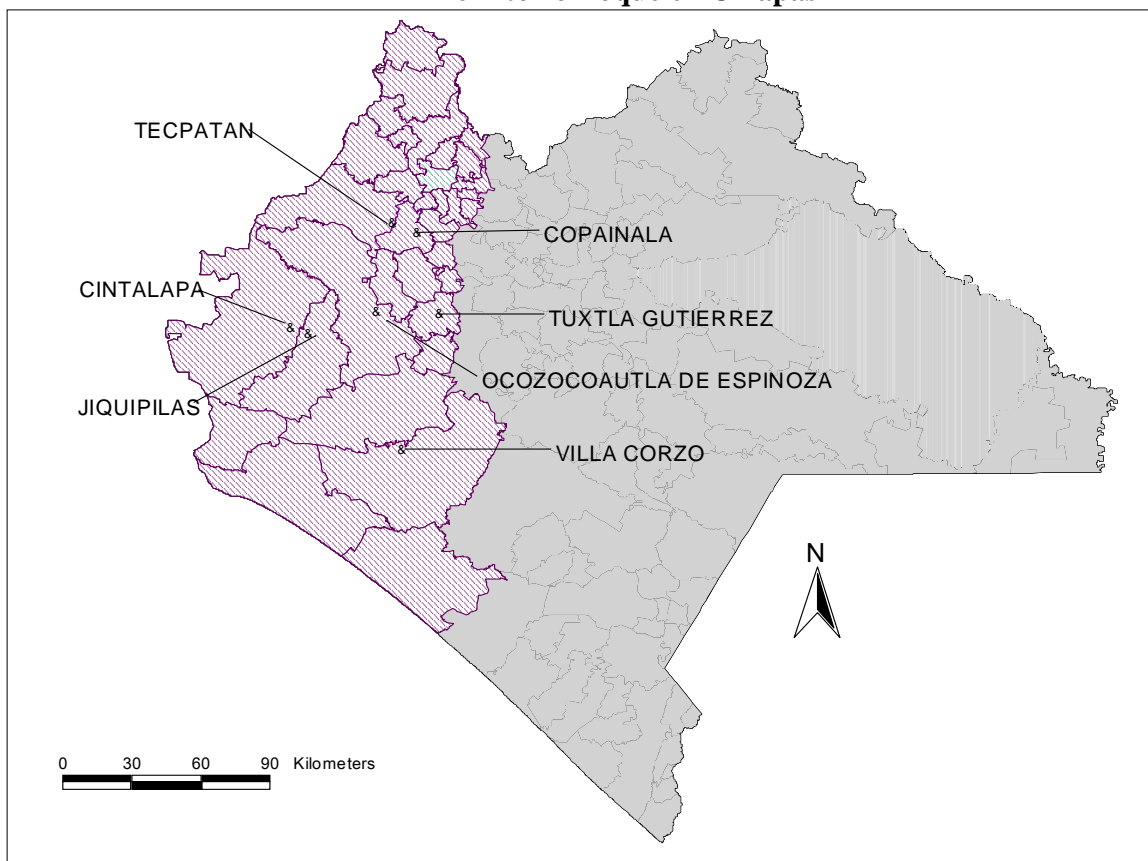 TECPATAN
COPAINALA
CINTALAPA
TUXTLA GUTIERREZ
OCOZOCOAUTLA DE ESPINOZA
JIQUIPILAS
VILLA CORZO
N
0 30 60 90 Kilometers
&
&
&
&
&
&
&